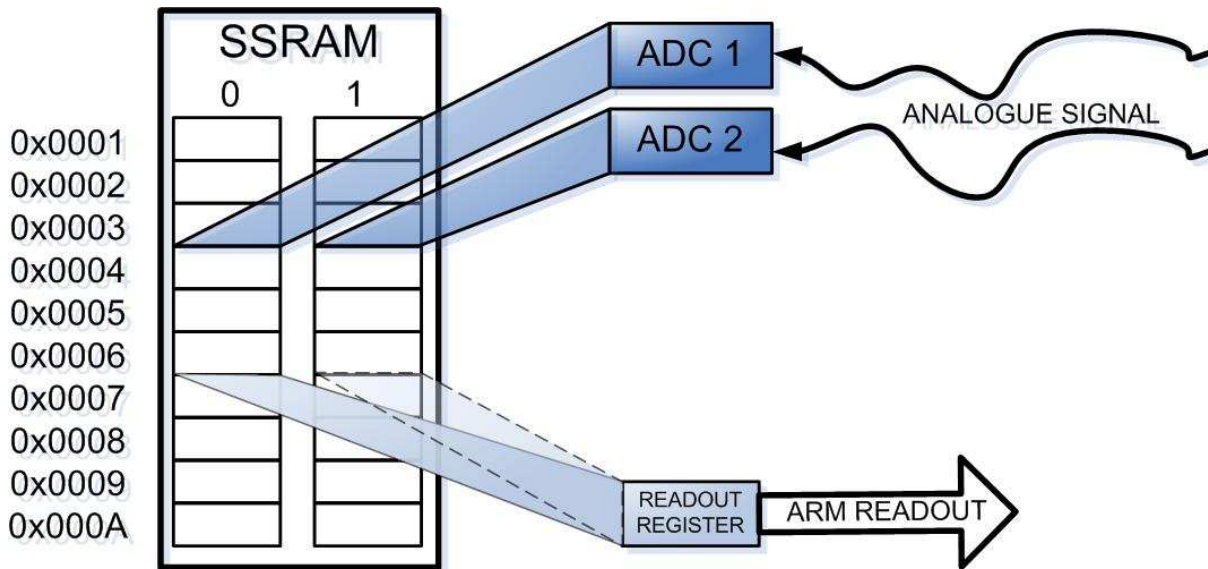 SSRAM
0 1
0x0001
0x0002
0x0003
0x0004
0x0005
0x0006
0x0007
0x0008
0x0009
0x000A
ADC 1
ADC 2
ANALOGUE SIGNAL
READOUT
REGISTER
ARM READOUT